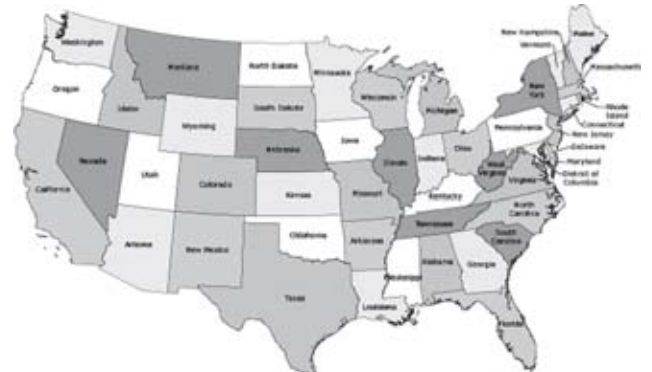 Washington
Montana
North Dakota
Minnesota
New Hampshire
Vermont
Maine
Massachusetts
Oregon
Idaho
South Dakota
Wisconsin
Michigan
New
York
Rhode
Island
Connecticut
New Jersey
Wyoming
Nebraska
Iowa
Pennsylvania
Delaware
Maryland
District of
Columbia
Nevada
Utah
Colorado
Kansas
Missouri
Illinois
Indiana
Ohio
West
Virginia
Virginia
Kentucky
California
Arizona
New Mexico
Oklahoma
Arkansas
Tennessee
North
Carolina
South
Carolina
Texas
Louisiana
Mississippi
Alabama
Georgia
Florida